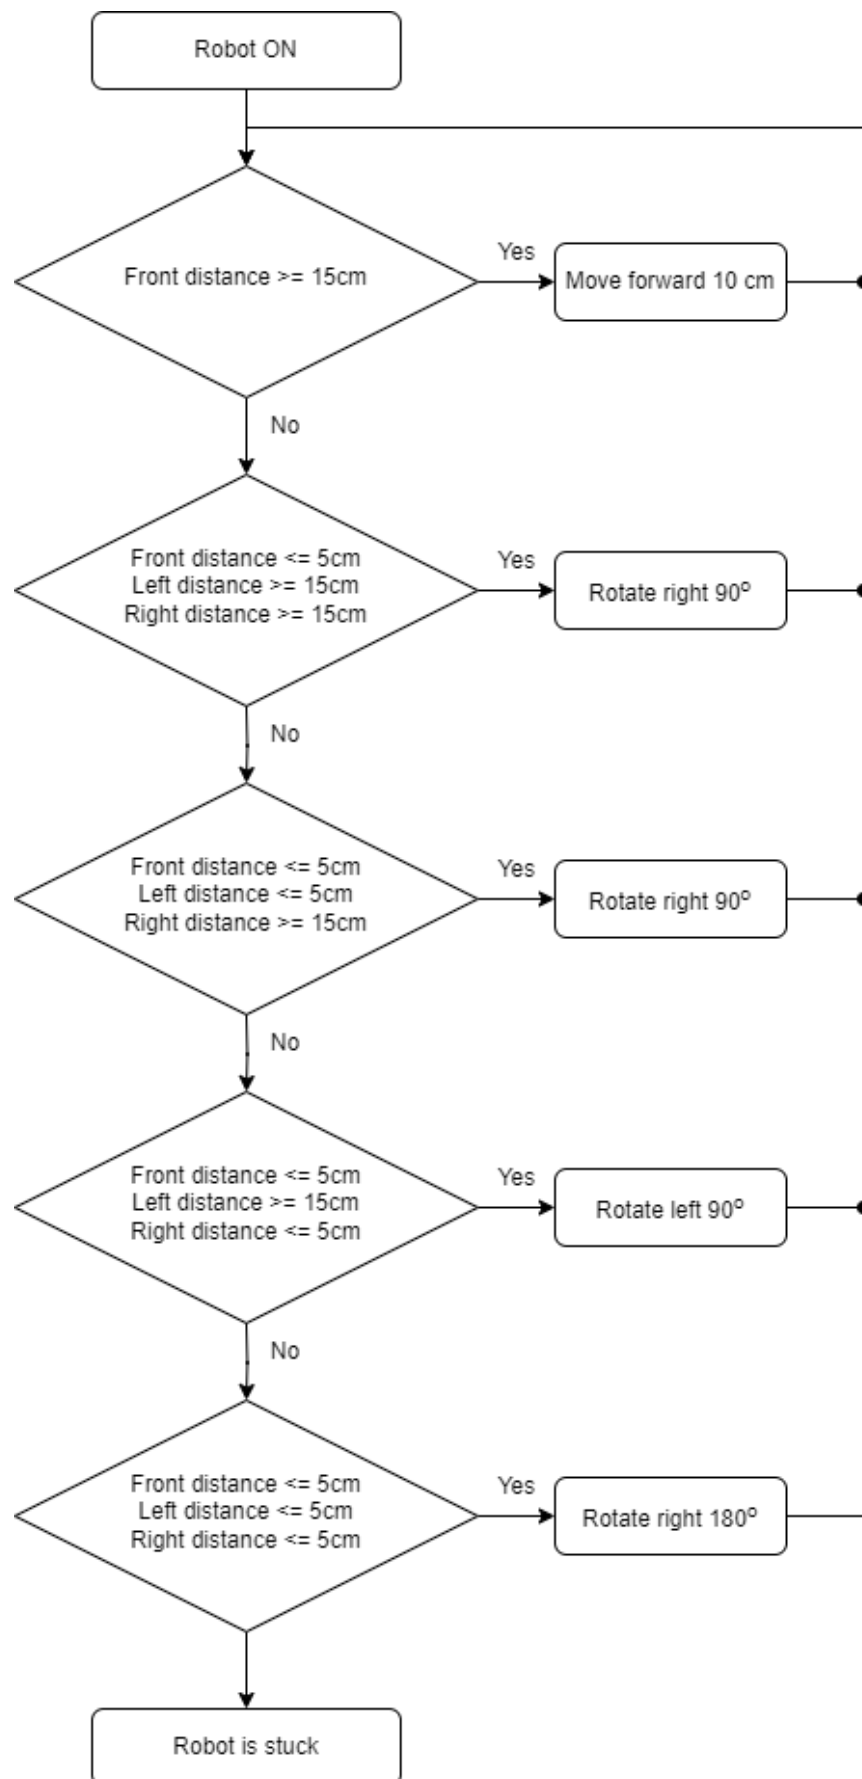 Robot ON
Front distance >= 15cm
Yes
Move forward 10 cm
No
Front distance <= 5cm
Left distance >= 15cm
Right distance >= 15cm
Yes
Rotate right 90º
No
Front distance <= 5cm
Left distance <= 5cm
Right distance >= 15cm
Yes
Rotate right 90º
No
Front distance <= 5cm
Left distance >= 15cm
Right distance <= 5cm
Yes
Rotate left 90º
No
Front distance <= 5cm
Left distance <= 5cm
Right distance <= 5cm
Yes
Rotate right 180º
Robot is stuck